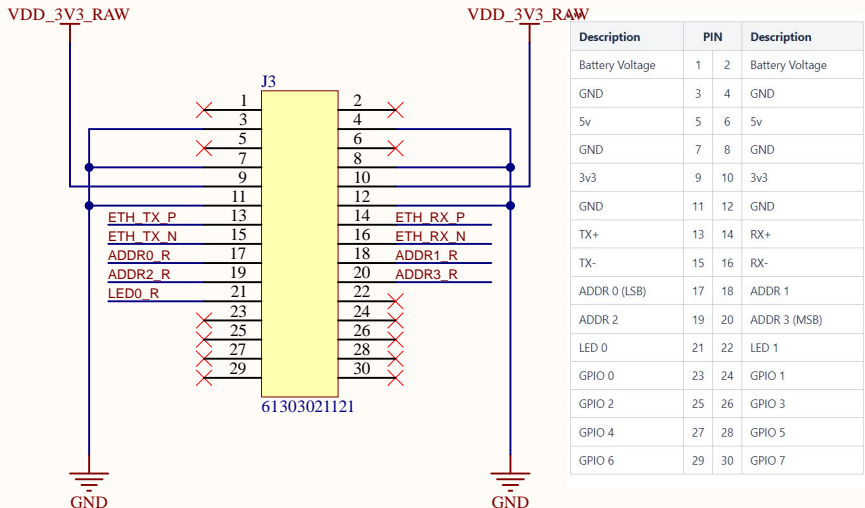 VDD_3V3_RAW
VDD_3V3_RAW
J3
1 2
3 4
5 6
7 8
9 10
11 12
ETH_TX_P 13 14 ETH_RX_P
ETH_TX_N 15 16 ETH_RX_N
ADDR0_R 17 18 ADDR1_R
ADDR2_R 19 20 ADDR3_R
LED0_R 21 22
23 24
25 26
27 28
29 30
61303021121
GND
GND
Description PIN Description
Battery Voltage 1 2 Battery Voltage
GND 3 4 GND
5v 5 6 5v
GND 7 8 GND
3v3 9 10 3v3
GND 11 12 GND
TX+ 13 14 RX+
TX- 15 16 RX-
ADDR 0 (LSB) 17 18 ADDR 1
ADDR 2 19 20 ADDR 3 (MSB)
LED 0 21 22 LED 1
GPIO 0 23 24 GPIO 1
GPIO 2 25 26 GPIO 3
GPIO 4 27 28 GPIO 5
GPIO 6 29 30 GPIO 7